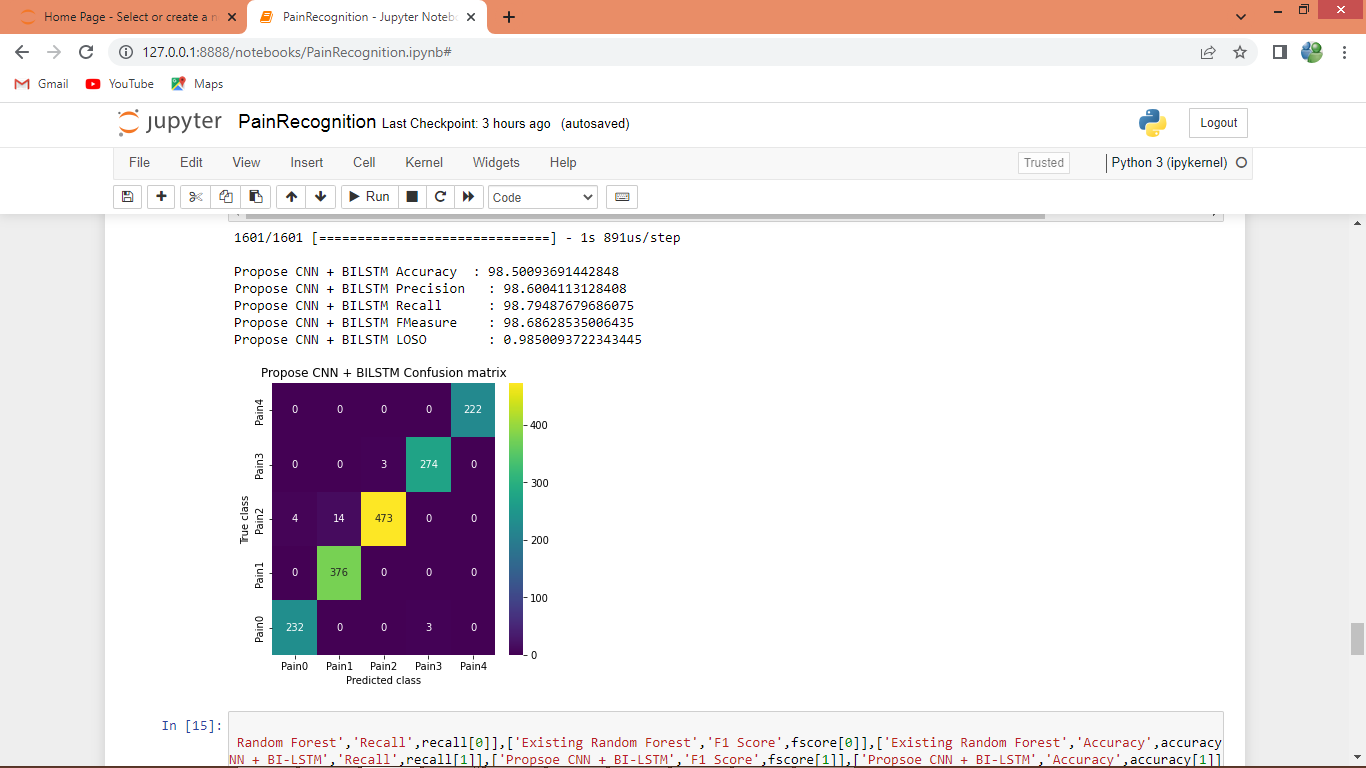 Home Page - Select or create a n
PainRecognition - Jupyter Notebo
127.0.0.1:8888/notebooks/PainRecognition.ipynb#
Gmail
YouTube
Maps
jupyter
PainRecognition Last Checkpoint: 3 hours ago (autosaved)
Logout
File Edit View Insert Cell Kernel Widgets Help
Trusted
Python 3 (ipykernel)
Run
Code
1601/1601 [==============================] - 1s 891us/step
Propose CNN + BILSTM Accuracy : 98.50093691442848
Propose CNN + BILSTM Precision : 98.6004113128408
Propose CNN + BILSTM Recall : 98.79487679686075
Propose CNN + BILSTM FMeasure : 98.68628535006435
Propose CNN + BILSTM LOSO : 0.9850093722343445
Propose CNN + BILSTM Confusion matrix
Pain4 0 0 0 0 222
Pain3 0 0 3 274 0
Pain2 4 14 473 0 0
Pain1 0 376 0 0 0
Pain0 232 0 0 3 0
True class
Pain0 Pain1 Pain2 Pain3 Pain4
Predicted class
400
300
200
100
0
In [15]:
Random Forest','Recall',recall[0]],['Existing Random Forest','F1 Score',fscore[0]],['Existing Random Forest','Accuracy',accuracy
NN + BI-LSTM','Recall',recall[1]],['Propsoe CNN + BI-LSTM','F1 Score',fscore[1]],['Propsoe CNN + BI-LSTM','Accuracy',accuracy[1]]